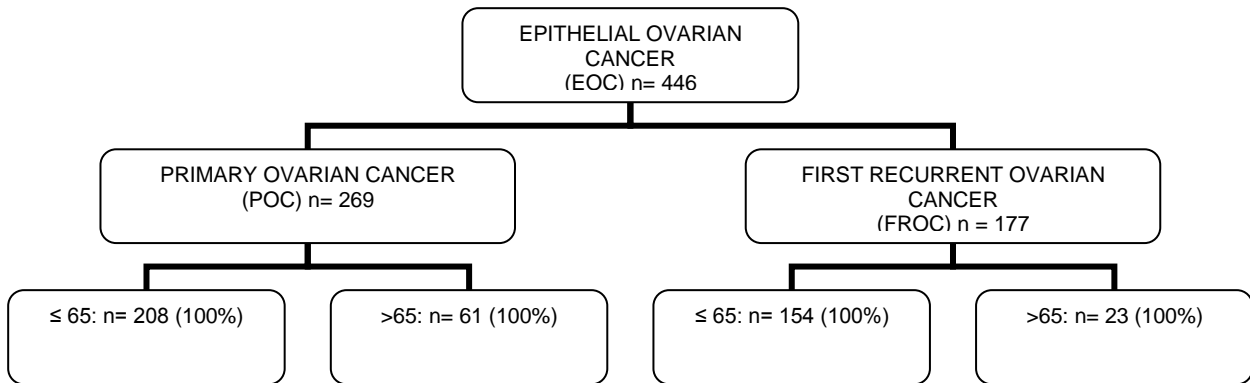 EPITHELIAL OVARIAN
CANCER
(EOC) n= 446
PRIMARY OVARIAN CANCER
(POC) n= 269
FIRST RECURRENT OVARIAN
CANCER
(FROC) n = 177
≤ 65: n= 208 (100%)
>65: n= 61 (100%)
≤ 65: n= 154 (100%)
>65: n= 23 (100%)